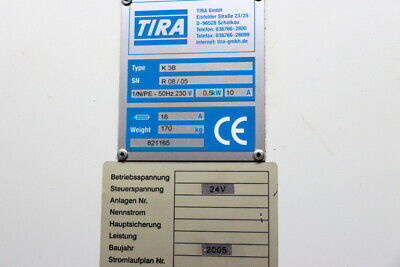 TIRA
TIRA GmbH
Eisfelder Straße 23/25
D-96528 Schalkau
Telefon: 036766-2800
Telefax: 036766-28099
Internet: tira-gmbh.de
Type K 3B
SN R 08 / 05
1/N/PE - 50Hz 230 V 0,5kW 10 A
16 A
Weight 170 kg
821165
CE
Betriebsspannung
Steuerspannung 24V
Anlagen Nr.
Nennstrom
Hauptsicherung
Leistung
Baujahr 2005
Stromlaufplan Nr.